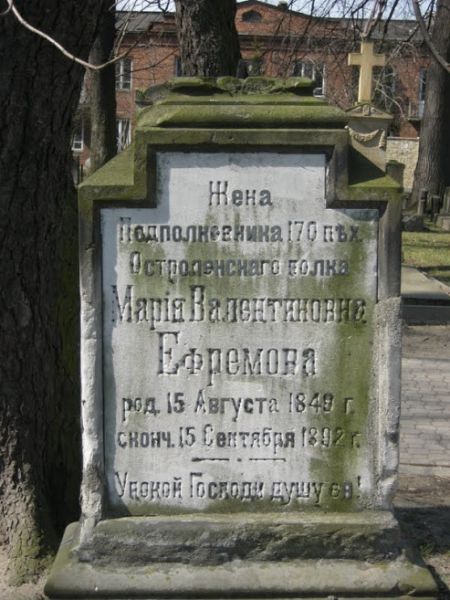 Жена
Подполковника 170 пѣх.
Остроленскаго полка
Марія Валентиновна
Ефремова
род. 15 Августа 1849 г.
сконч. 15 Сентября 1892 г.
Упокой Господи душу ея!